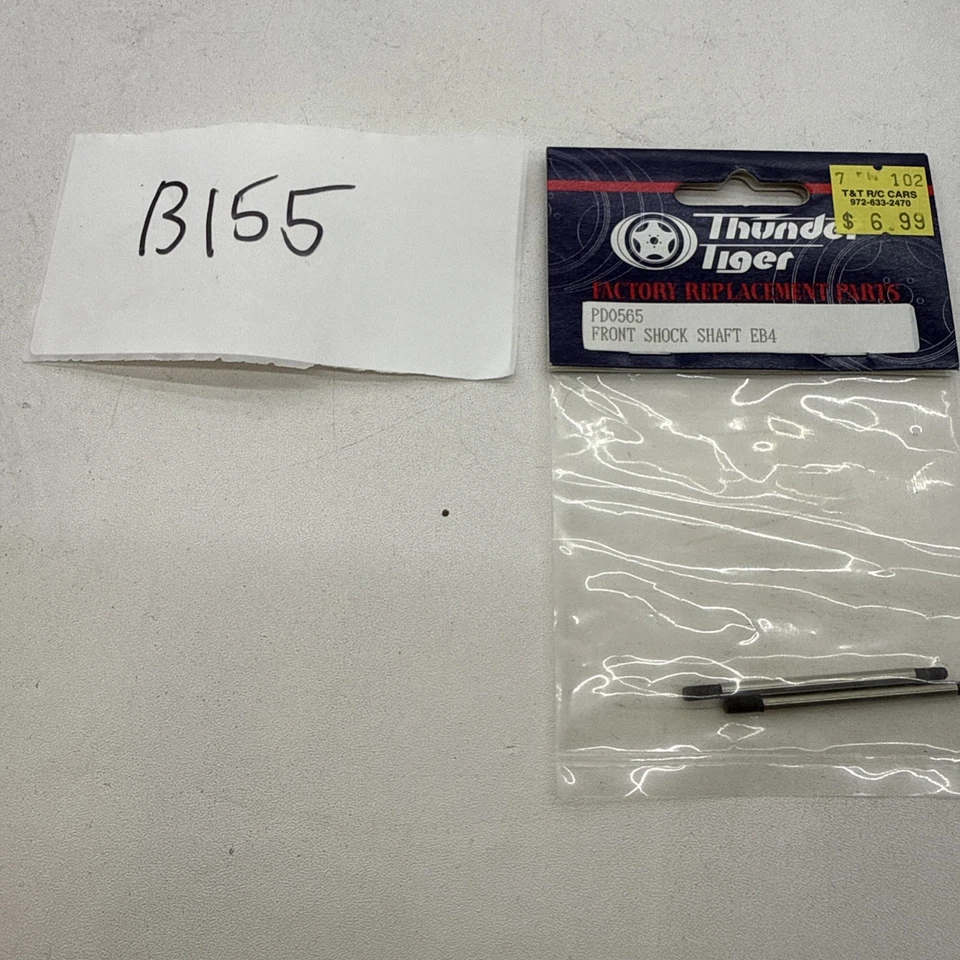 B155
7 102
T&T R/C CARS
972-633-2470
$ 6.99
Thunder
Tiger
FACTORY REPLACEMENT PARTS
PD0565
FRONT SHOCK SHAFT EB4